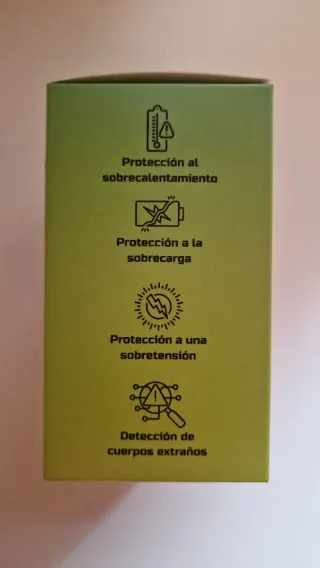 Protección al
sobrecalentamiento
Protección a la
sobrecarga
Protección a una
sobretensión
Detección de
cuerpos extraños